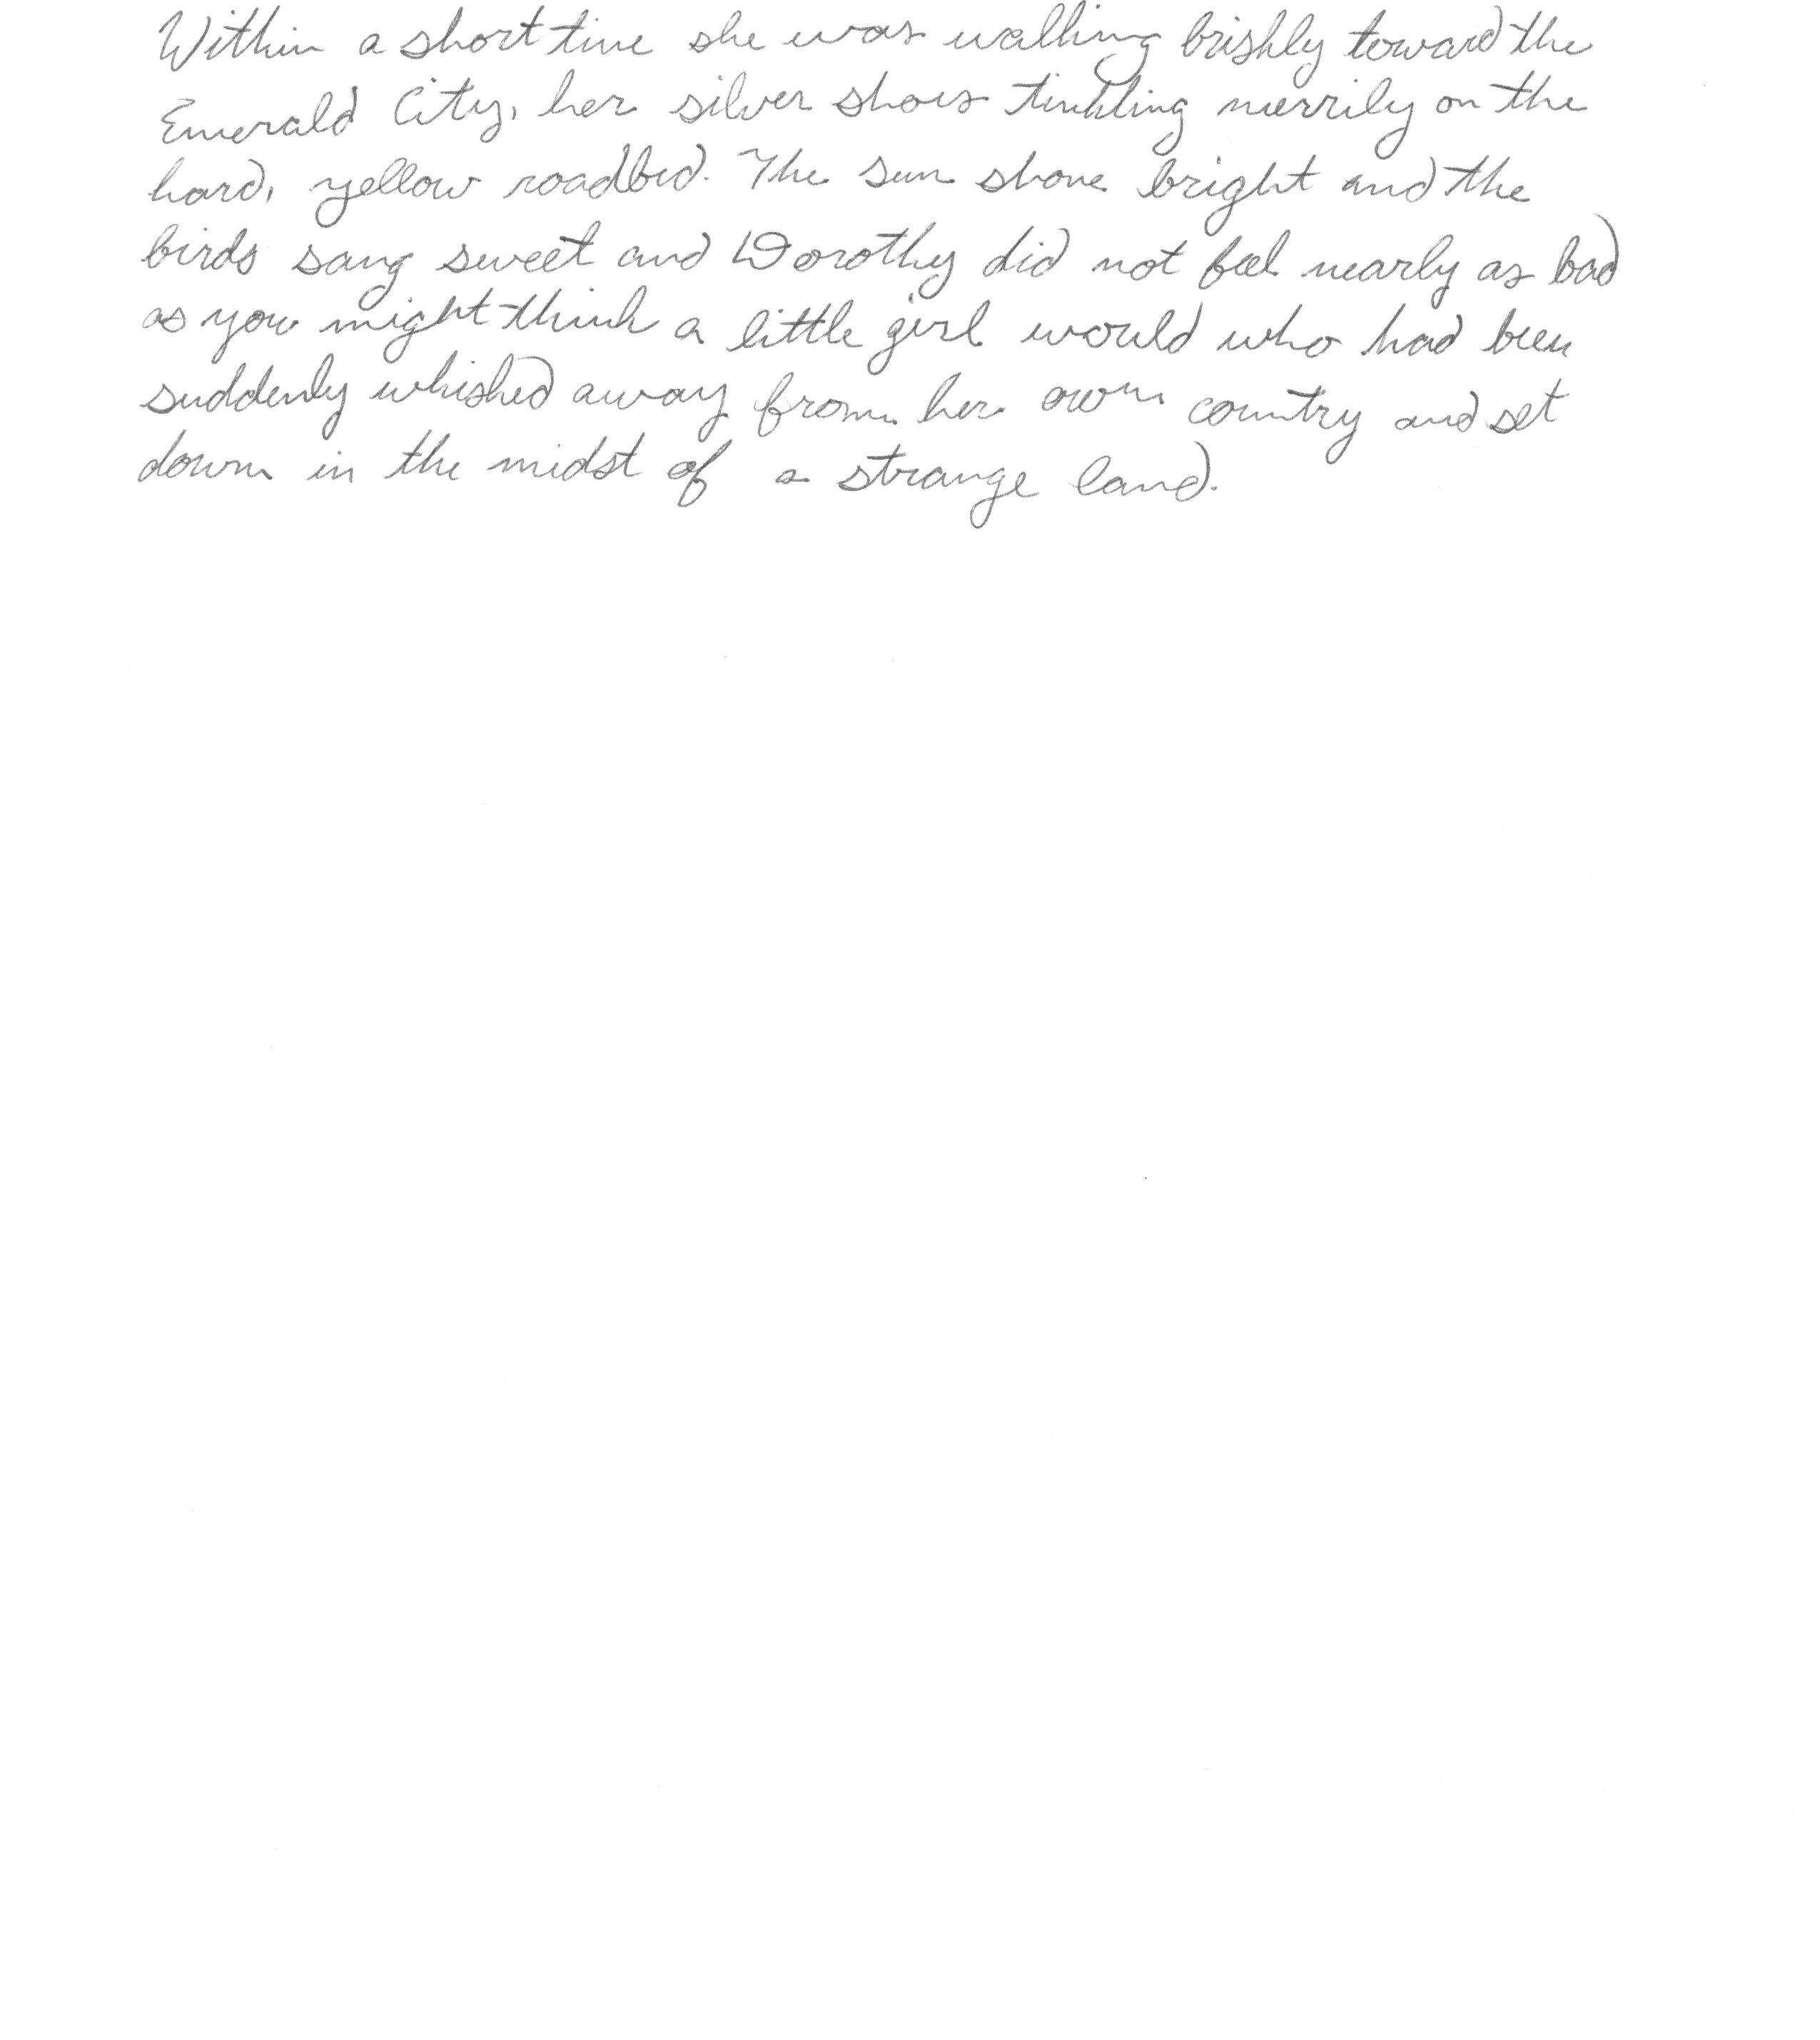 Within a short time she was walking briskly toward the
Emerald City, her silver shoes tinkling merrily on the
hard, yellow roadbed. The sun shone bright and the
birds sang sweet and Dorothy did not feel nearly as bad
as you might think a little girl would who had been
suddenly whisked away from her own country and set
down in the midst of a strange land.